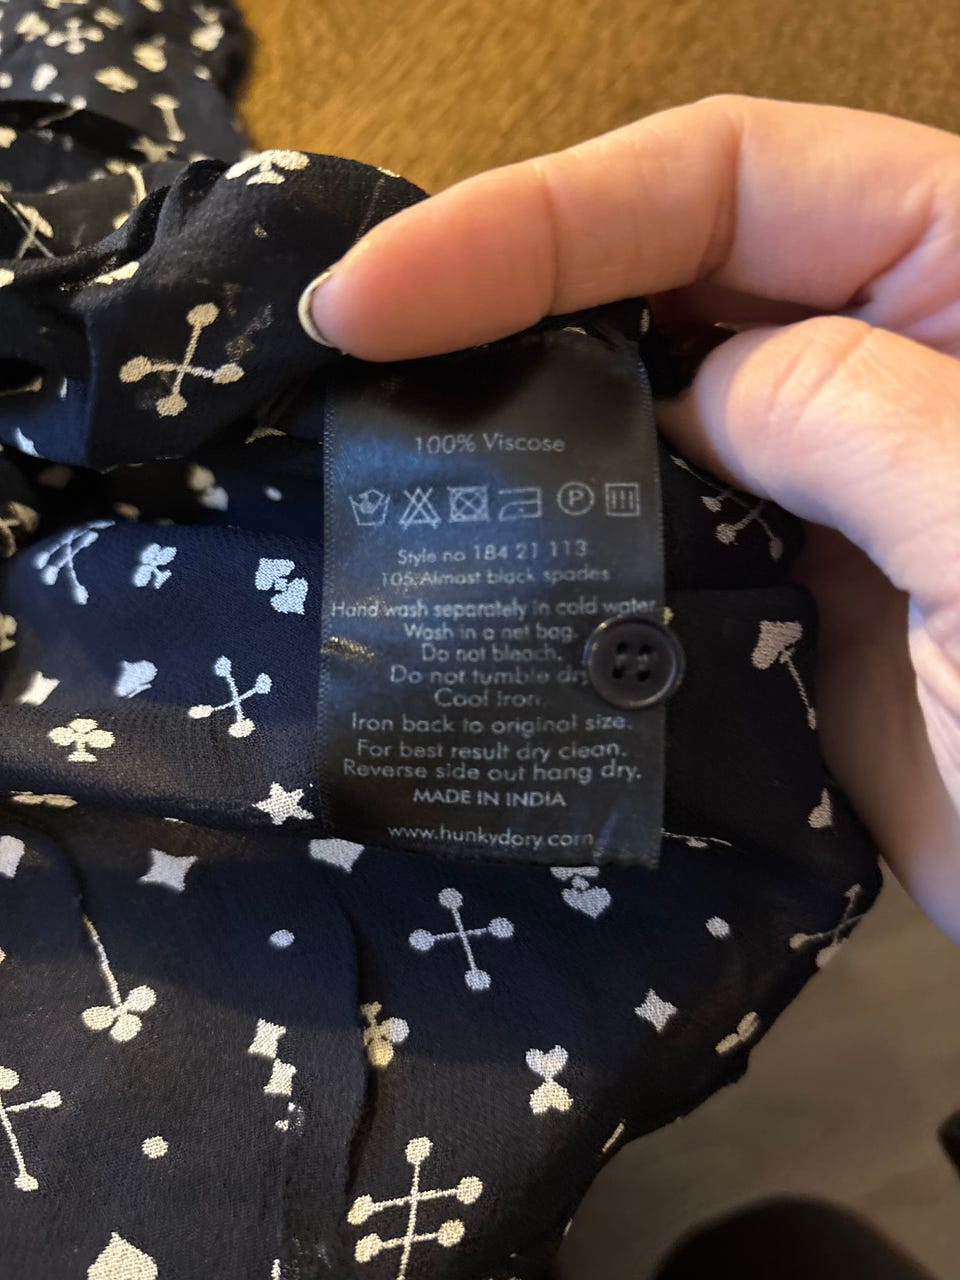 100% Viscose
P
Style no 184 21 113
105 Almost black spades
Hand wash separately in cold water.
Wash in a net bag.
Do not bleach.
Do not tumble dry
Cool iron.
Iron back to original size.
For best result dry clean.
Reverse side out hang dry.
MADE IN INDIA
www.hunkydory.com